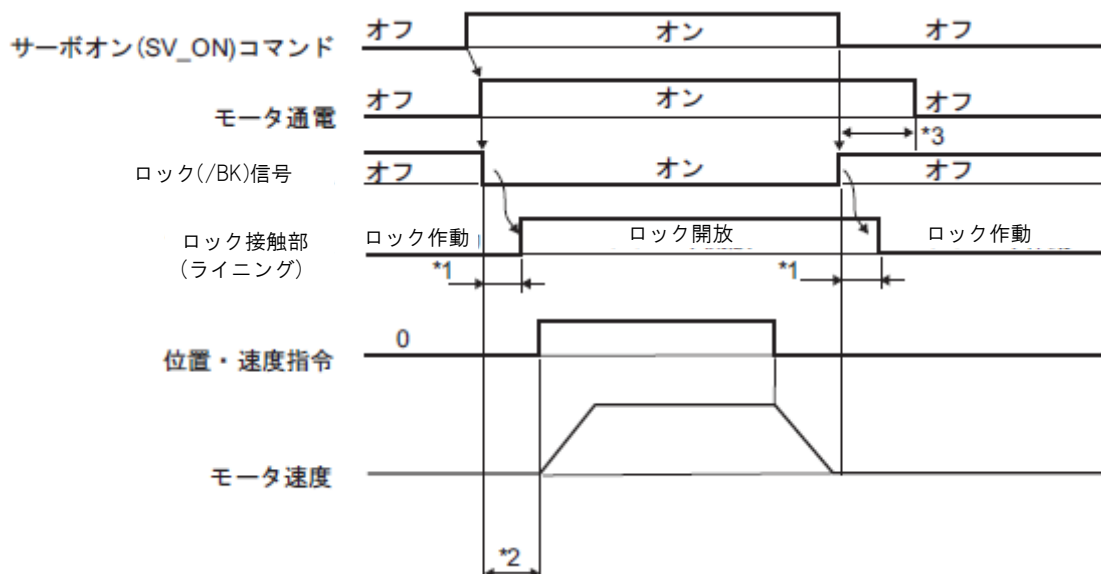 サーボオン(SV_ON)コマンド オフ オン オフ
モータ通電 オフ オン オフ
*3
ロック(/BK)信号 オフ オン オフ
ロック接触部
(ライニング)
ロック作動 ロック開放 ロック作動
*1 *1
位置・速度指令 0
モータ速度
*2